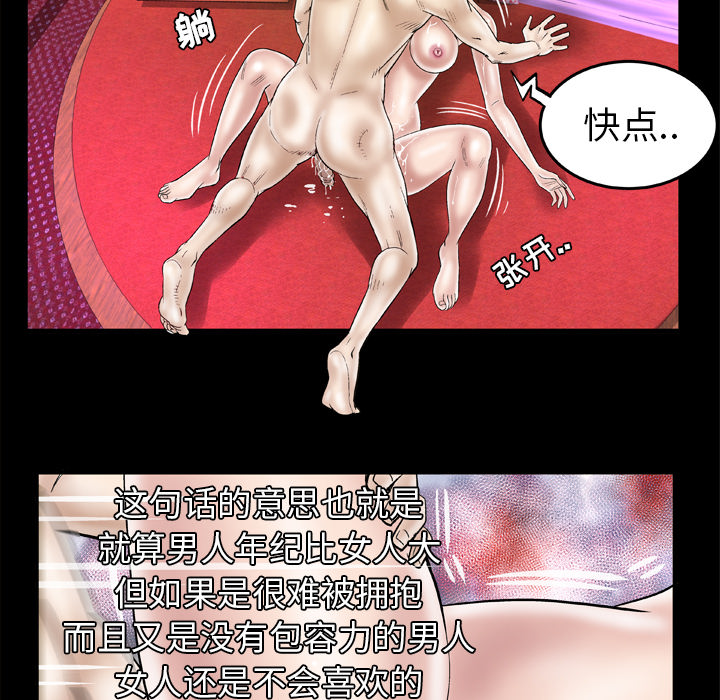 躺
快点..
张开..
这句话的意思也就是
就算男人年纪比女人大
但如果是很难被拥抱
而且又是没有包容力的男人
女人还是不会喜欢的